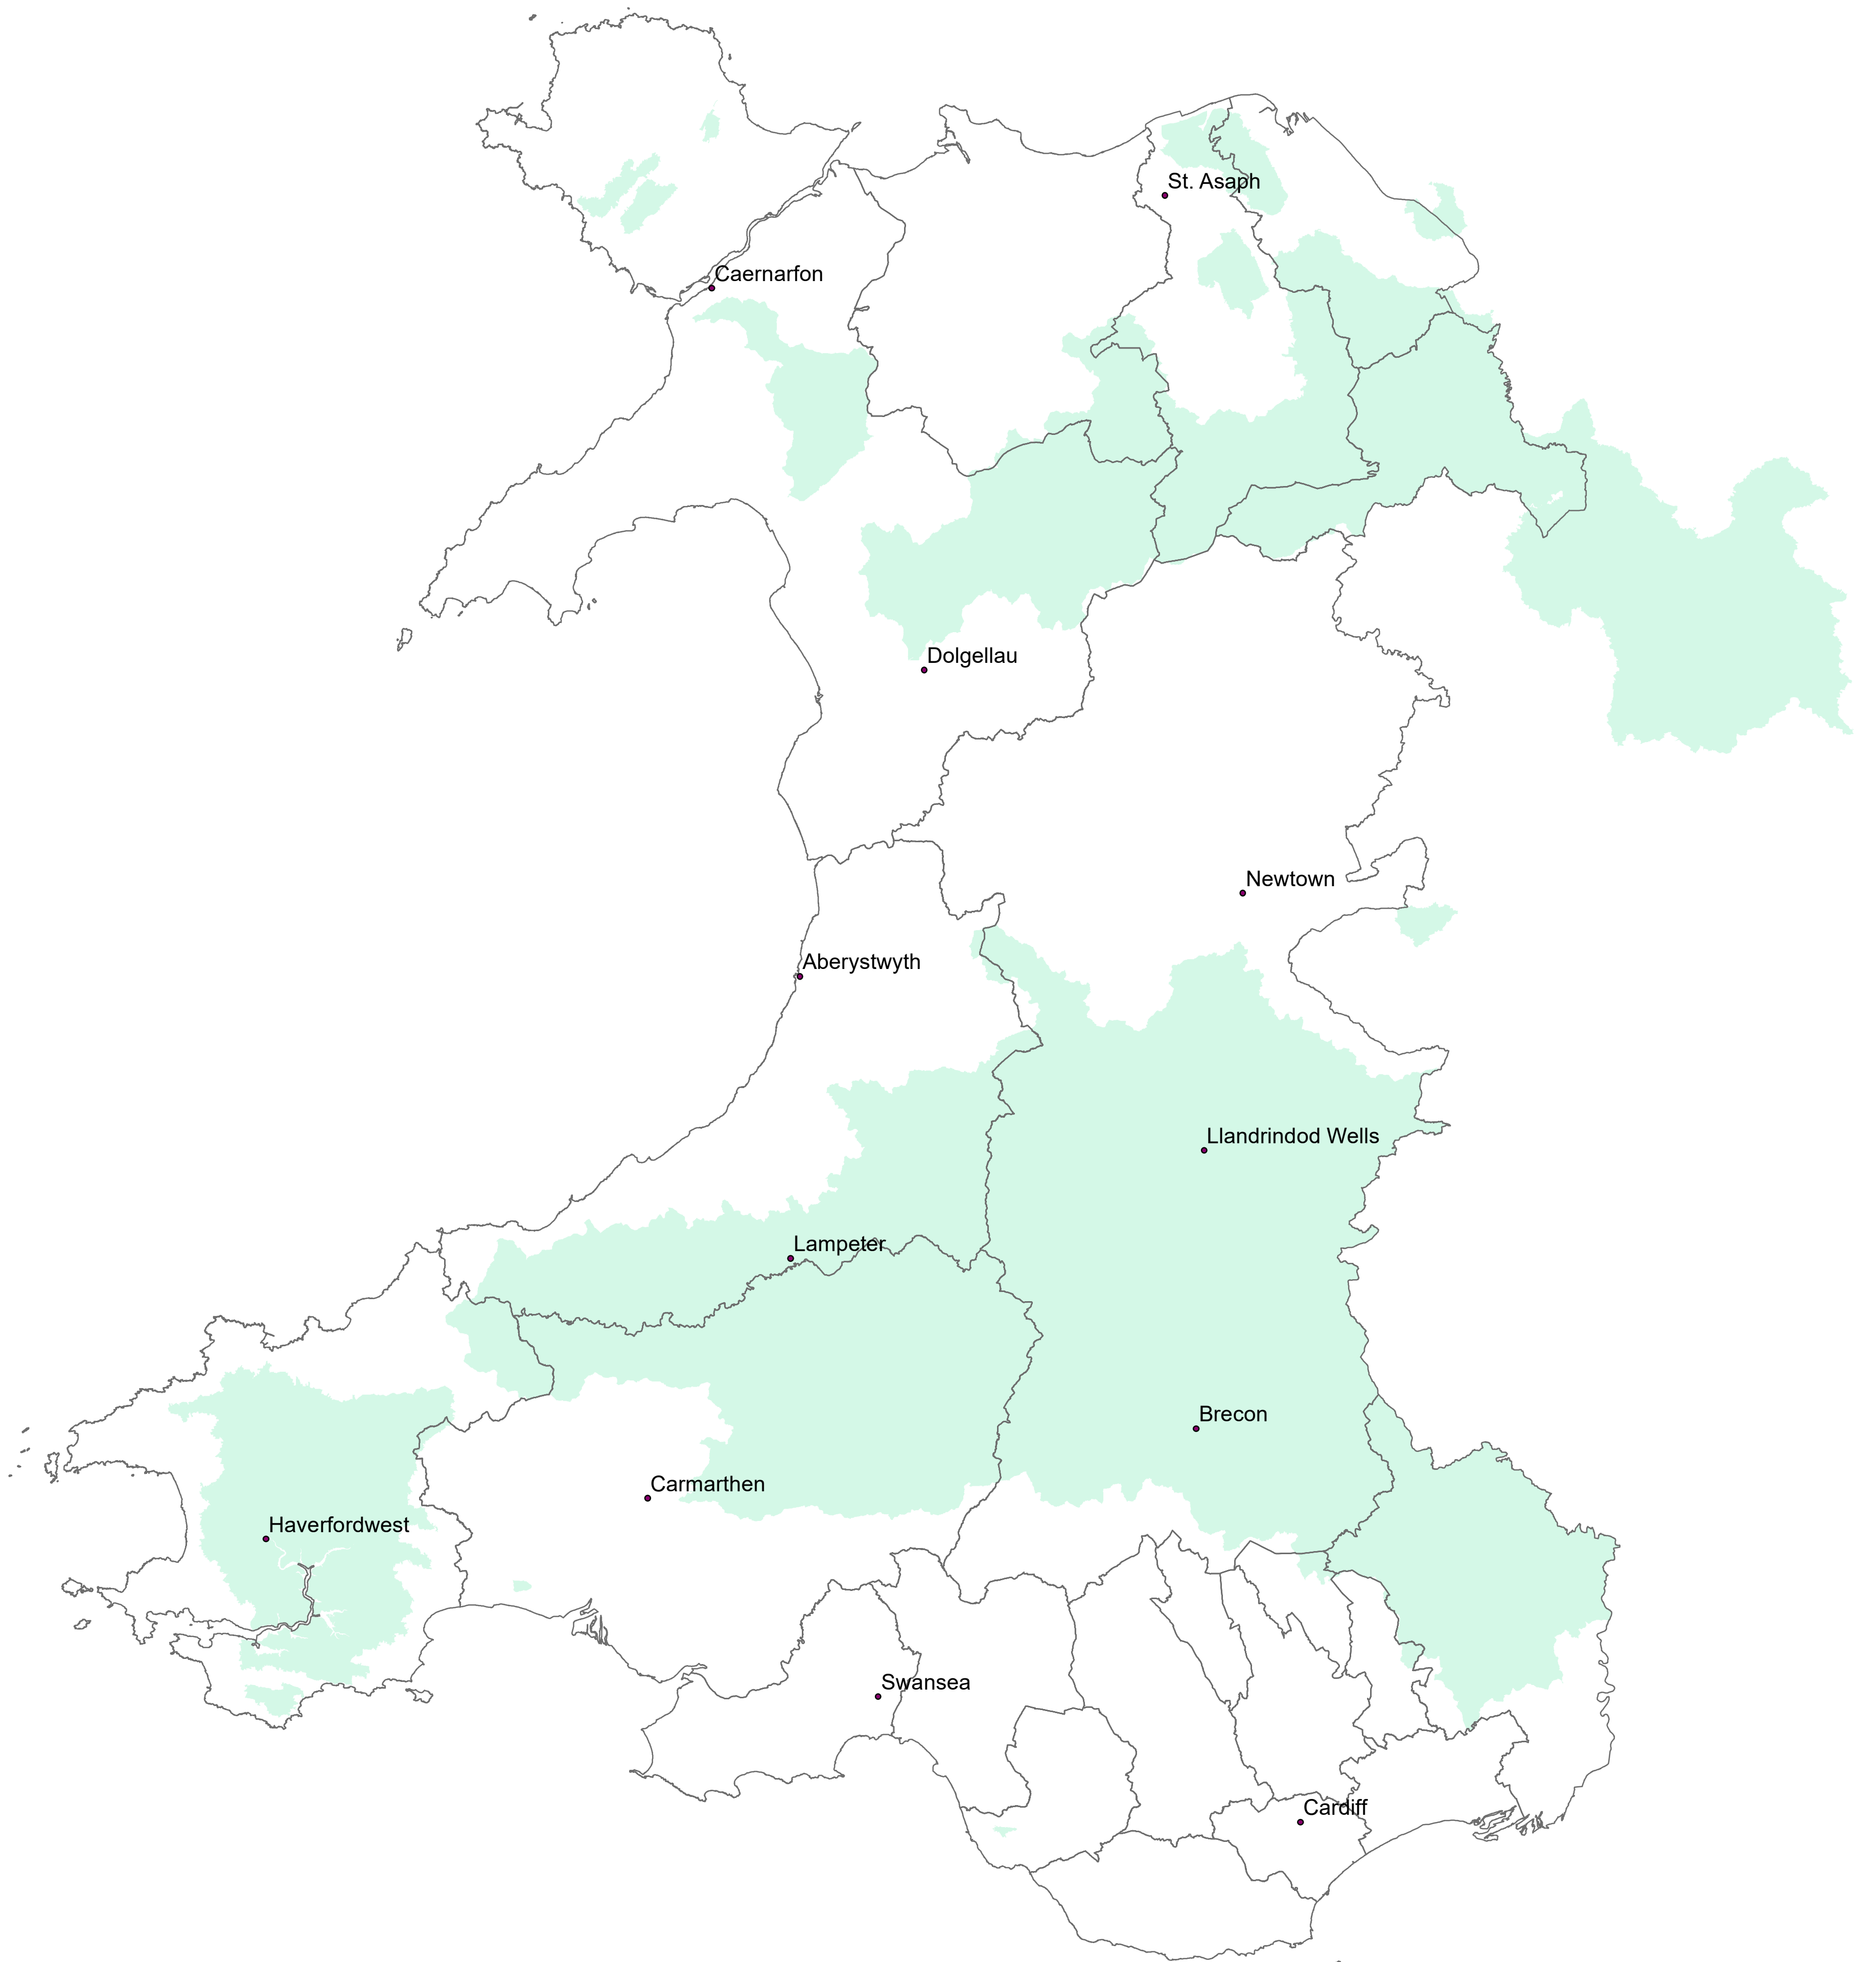 St. Asaph
Caernarfon
Dolgellau
Newtown
Aberystwyth
Llandrindod Wells
Lampeter
Brecon
Carmarthen
Haverfordwest
Swansea
Cardiff